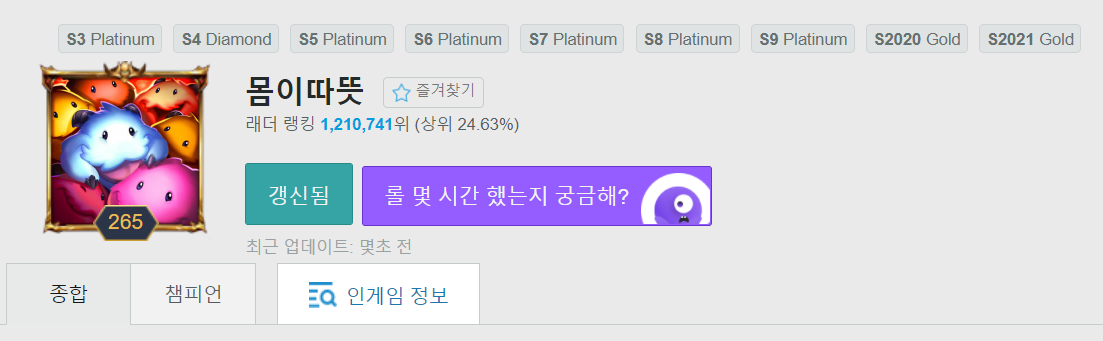 S3 Platinum S4 Diamond S5 Platinum S6 Platinum S7 Platinum S8 Platinum S9 Platinum S2020 Gold S2021 Gold
몸이따뜻 즐겨찾기
래더 랭킹 1,210,741위 (상위 24.63%)
갱신됨 롤 몇 시간 했는지 궁금해?
265
최근 업데이트: 몇초 전
종합 챔피언 인게임 정보